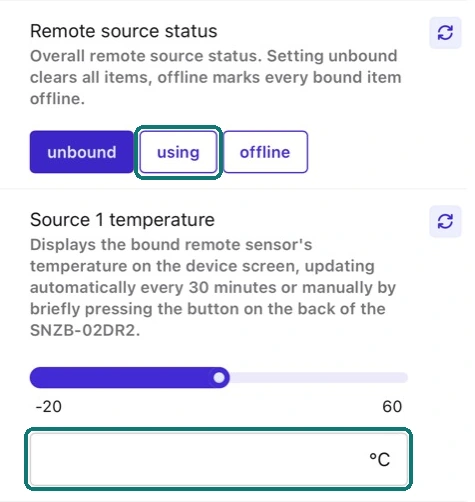 Remote source status
Overall remote source status. Setting unbound
clears all items, offline marks every bound item
offline.
unbound
using
offline
Source 1 temperature
Displays the bound remote sensor's
temperature on the device screen, updating
automatically every 30 minutes or manually by
briefly pressing the button on the back of the
SNZB-02DR2.
-20
60
°C